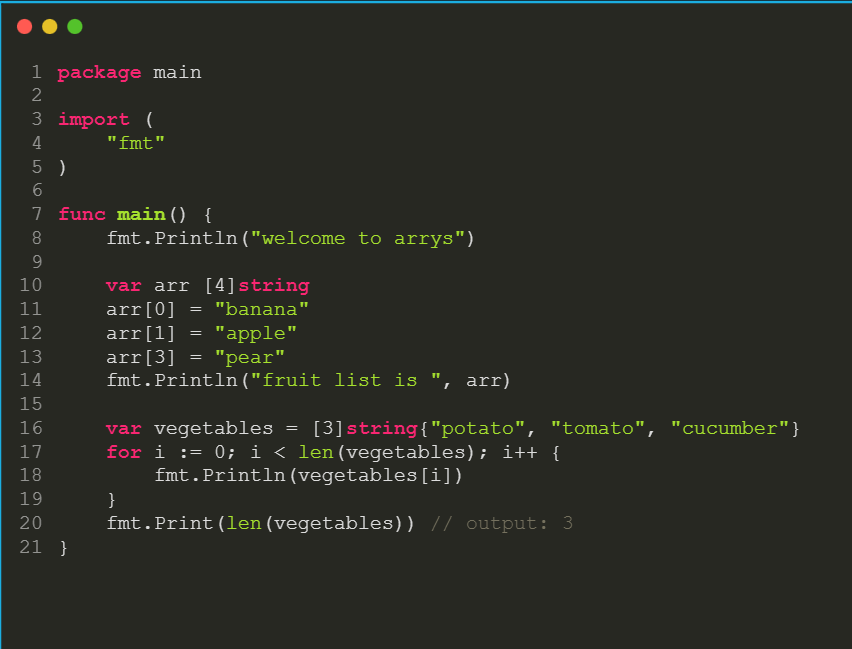 1 package main
2
3 import (
4     "fmt"
5 )
6
7 func main() {
8     fmt.Println("welcome to arrys")
9
10     var arr [4]string
11     arr[0] = "banana"
12     arr[1] = "apple"
13     arr[3] = "pear"
14     fmt.Println("fruit list is ", arr)
15
16     var vegetables = [3]string{"potato", "tomato", "cucumber"}
17     for i := 0; i < len(vegetables); i++ {
18         fmt.Println(vegetables[i])
19     }
20     fmt.Print(len(vegetables)) // output: 3
21 }